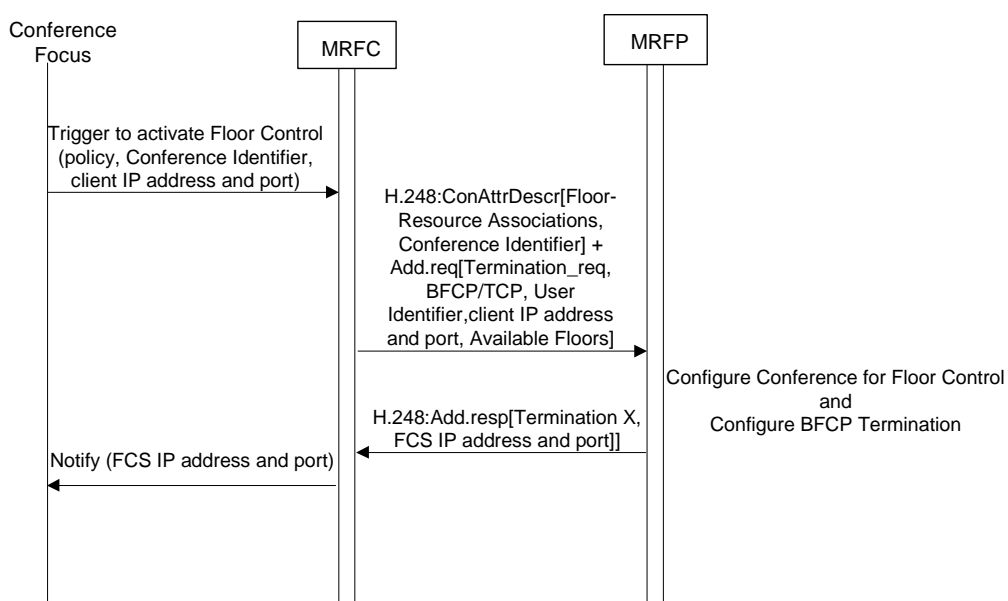 Conference
Focus
MRFC
MRFP
Trigger to activate Floor Control
(policy, Conference Identifier,
client IP address and port)
H.248:ConAttrDescr[Floor-
Resource Associations,
Conference Identifier] +
Add.req[Termination_req,
BFCP/TCP, User
Identifier,client IP address
and port, Available Floors]
Configure Conference for Floor Control
and
Configure BFCP Termination
H.248:Add.resp[Termination X,
FCS IP address and port]]
Notify (FCS IP address and port)